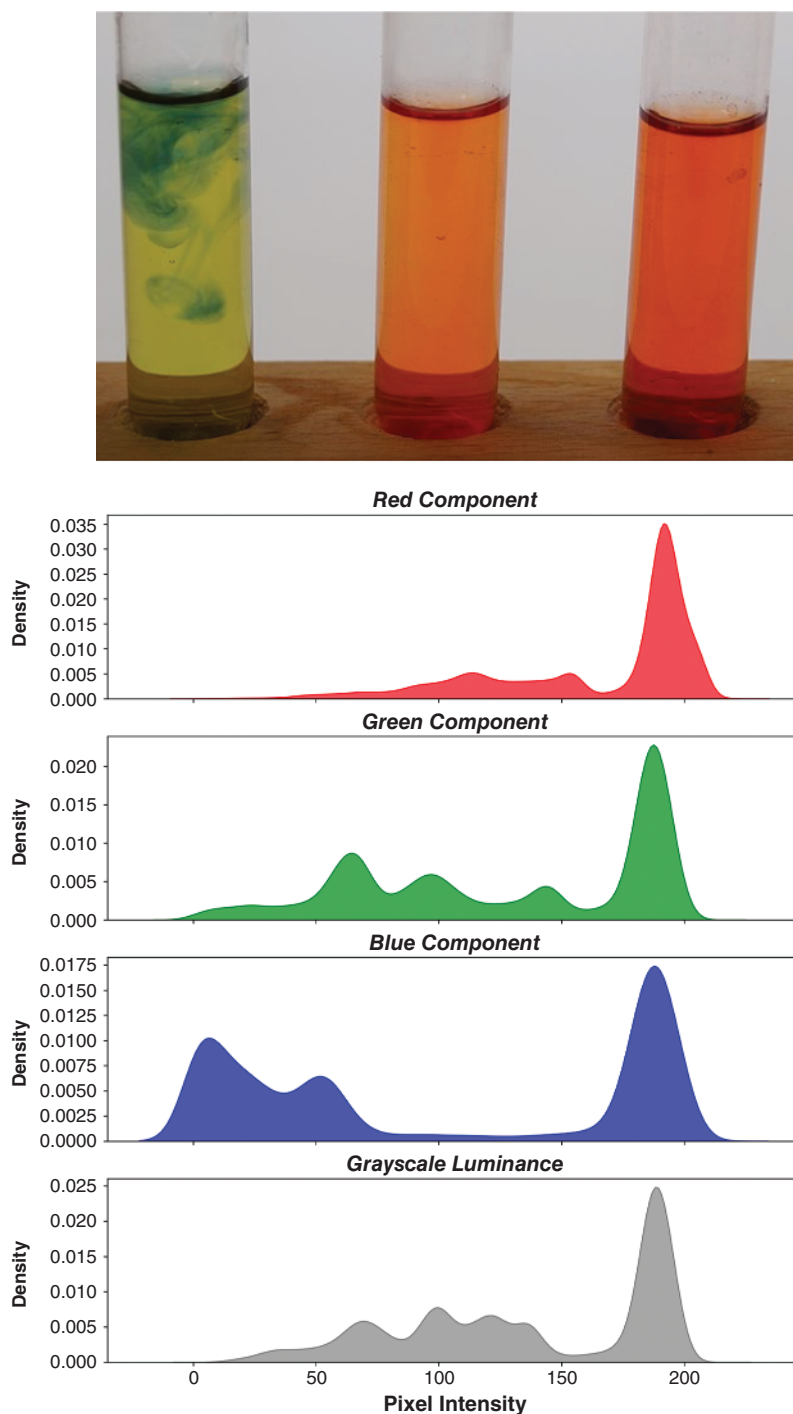 Red Component
Density
0.035
0.030
0.025
0.020
0.015
0.010
0.005
0.000
Green Component
Density
0.020
0.015
0.010
0.005
0.000
Blue Component
Density
0.0175
0.0150
0.0125
0.0100
0.0075
0.0050
0.0025
0.0000
Grayscale Luminance
Density
0.025
0.020
0.015
0.010
0.005
0.000
0 50 100 150 200
Pixel Intensity